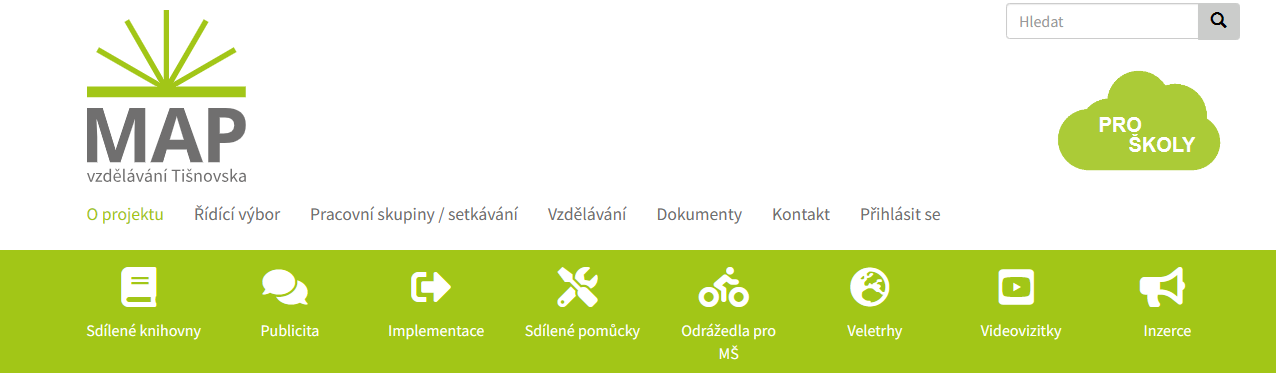 Hledat
MAP
vzdělávání Tišnovska
PRO
ŠKOLY
O projektu Řídící výbor Pracovní skupiny / setkávání Vzdělávání Dokumenty Kontakt Přihlásit se
Sdílené knihovny Publicita Implementace Sdílené pomůcky Odrážedla pro Veletrhy Videovizitky Inzerce
MŠ